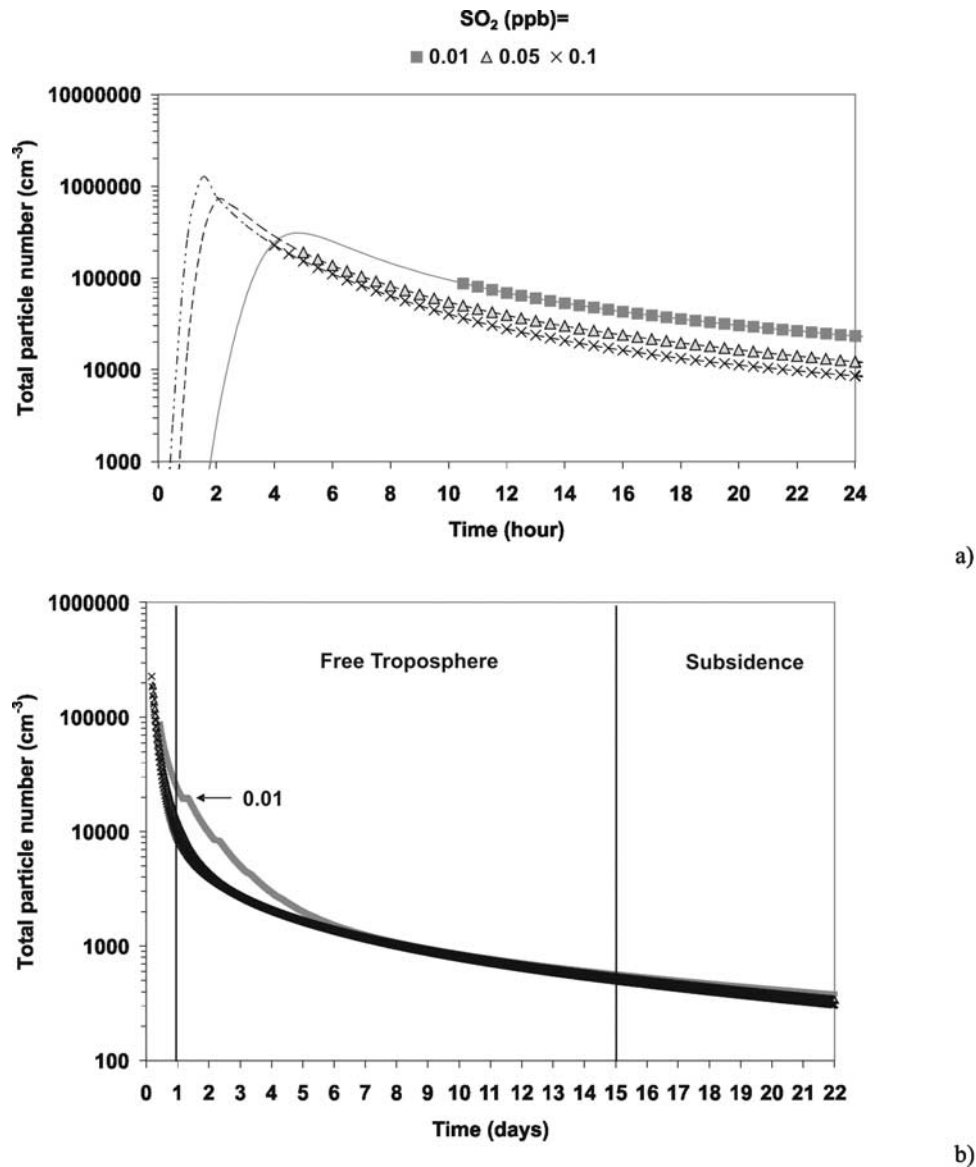 SO2 (ppb)=
0.01 0.05 0.1
Total particle number (cm-3)
10000000
1000000
100000
10000
1000
0 2 4 6 8 10 12 14 16 18 20 22 24
Time (hour)
a)
Total particle number (cm-3)
1000000
100000
10000
1000
100
Free Troposphere
Subsidence
0.01
0 1 2 3 4 5 6 7 8 9 10 11 12 13 14 15 16 17 18 19 20 21 22
Time (days)
b)